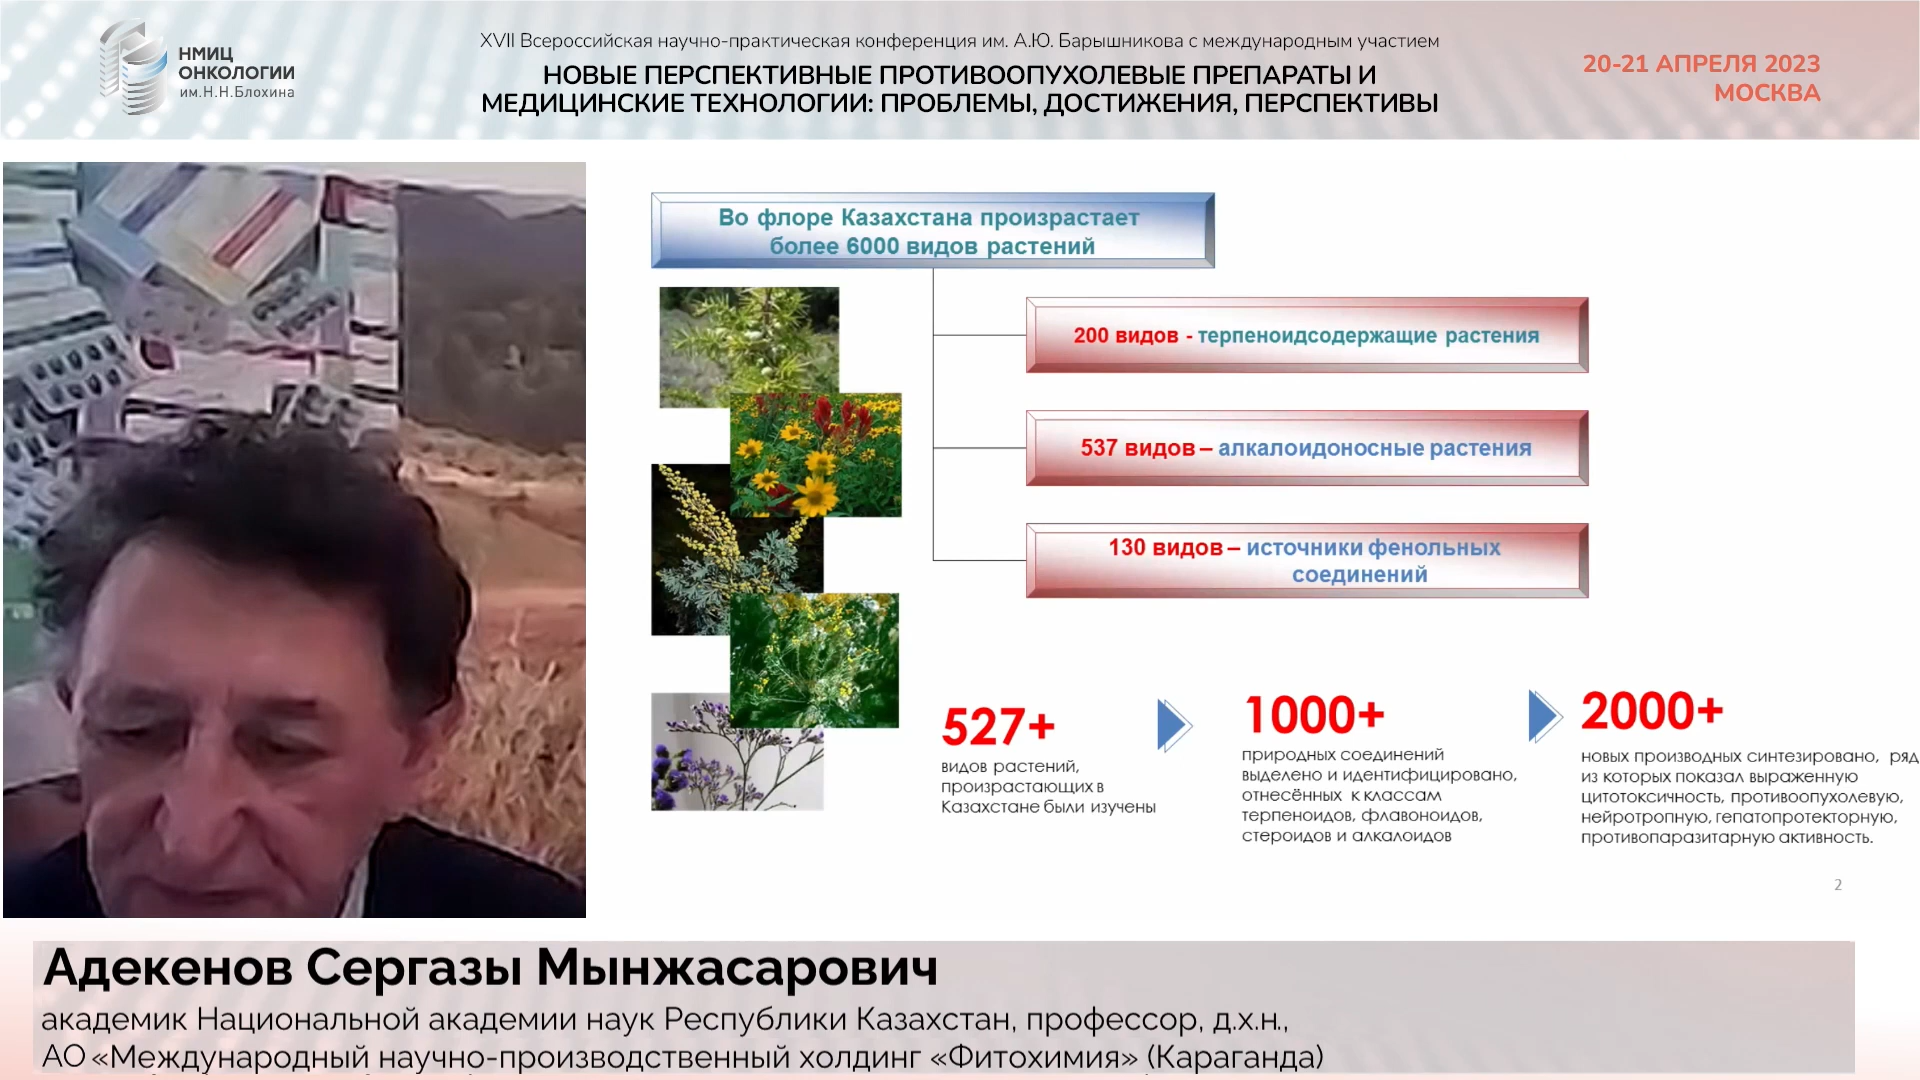 НМИЦ
ОНКОЛОГИИ
им.Н.Н.Блохина
XVII Всероссийская научно-практическая конференция им. А.Ю. Барышникова с международным участием
НОВЫЕ ПЕРСПЕКТИВНЫЕ ПРОТИВООПУХОЛЕВЫЕ ПРЕПАРАТЫ И
МЕДИЦИНСКИЕ ТЕХНОЛОГИИ: ПРОБЛЕМЫ, ДОСТИЖЕНИЯ, ПЕРСПЕКТИВЫ
20-21 АПРЕЛЯ 2023
МОСКВА
Во флоре Казахстана произрастает
более 6000 видов растений
200 видов - терпеноидсодержащие растения
537 видов – алкалоидоносные растения
130 видов – источники фенольных
соединений
527+
видов растений,
произрастающих в
Казахстане были изучены
1000+
природных соединений
выделено и идентифицировано,
отнесённых к классам
терпеноидов, флавоноидов,
стероидов и алкалоидов
2000+
новых производных синтезировано, ряд
из которых показал выраженную
цитотоксичность, противоопухолевую,
нейротропную, гепатопротекторную,
противопаразитарную активность.
2
Адекенов Сергазы Мынжасарович
академик Национальной академии наук Республики Казахстан, профессор, д.х.н.,
АО «Международный научно-производственный холдинг «Фитохимия» (Караганда)